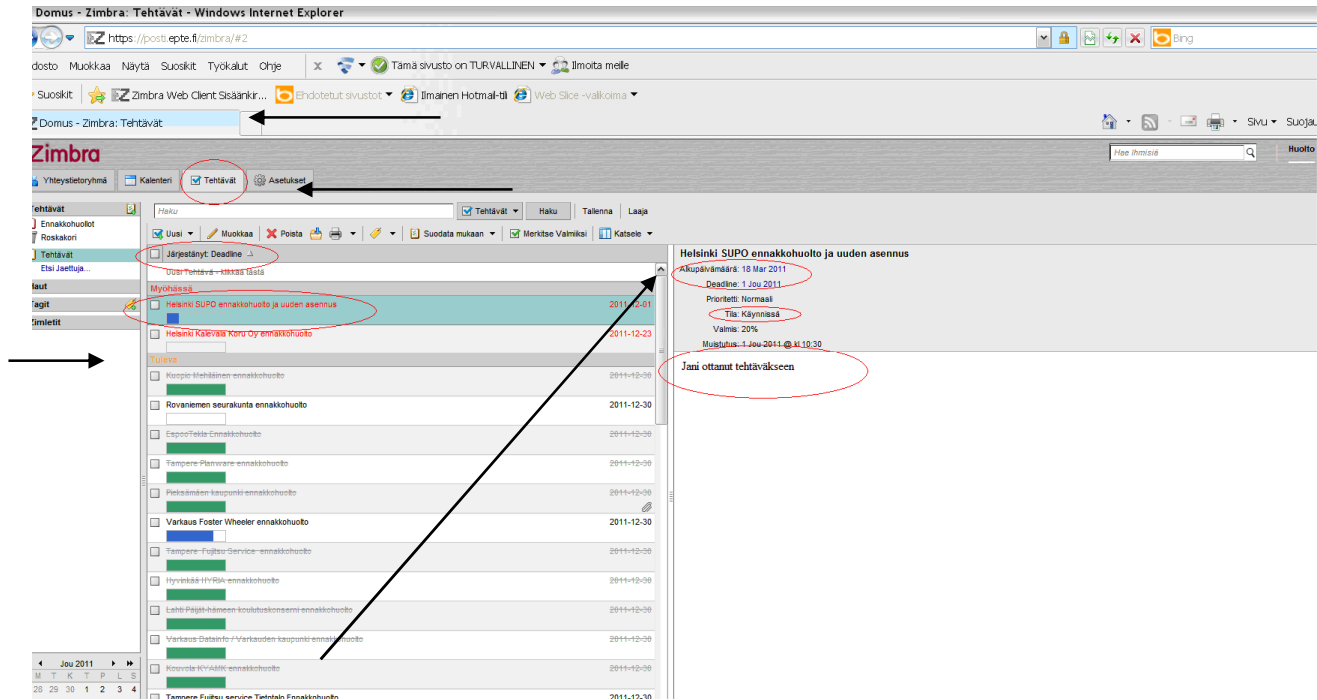 Domus - Zimbra: Tehtävät - Windows Internet Explorer
https://posti.epte.fi/zimbra/#2
Bing
dosto Muokkaa Näytä Suosikit Työkalut Ohje x Tämä sivusto on TURVALLINEN Ilmoita meille
Suosikit Zimbra Web Client Sisäänkir... Ehdotetut sivustot Ilmainen Hotmail-tili Web Slice -valikoima
Domus - Zimbra: Tehtävät
Sivu Suojau
Zimbra
Hae Ihmisiä
Huolto
Yhteystietoryhmä Kalenteri Tehtävät Asetukset
Tehtävät
Ennakkohuollot
Roskakori
Tehtävät
Etsi Jaettuja...
Haut
Tagit
Zimletit
Haku Tehtävät Haku Tallenna Laaja
Uusi Muokkaa Poista Suodata mukaan Merkitse Valmiiksi Katsele
Järjestänyt: Deadline
Uusi Tehtävä - klikkaa tästä
Myöhässä
Helsinki SUPO ennakkohuolto ja uuden asennus 2011-12-01
Helsinki Kalevala Koru Oy ennakkohuolto 2011-12-23
Tuleva
Kuopio Mehiläinen ennakkohuolto 2011-12-30
Rovaniemen seurakunta ennakkohuolto 2011-12-30
EspooTekla Ennakkohuolto 2011-12-30
Tampere Planware ennakkohuolto 2011-12-30
Pieksämäen kaupunki ennakkohuolto 2011-12-30
Varkaus Foster Wheeler ennakkohuolto 2011-12-30
Tampere Fujitsu Service ennakkohuolto 2011-12-30
Hyvinkää HYRIA ennakkohuolto 2011-12-30
Lahti Päijät-hämeen koulutuskonserni ennakkohuolto 2011-12-30
Varkaus Datainfo / Varkauden kaupunki ennakkohuolto 2011-12-30
Kouvola KYAMK ennakkohuolto 2011-12-30
Tampere Fujitsu service Tietotalo Ennakkohuolto 2011-12-30
Helsinki SUPO ennakkohuolto ja uuden asennus
Alkupäivämäärä: 18 Mar 2011
Deadline: 1 Jou 2011
Prioritetti: Normaali
Tila: Käynnissä
Valmis: 20%
Muistutus: 1 Jou 2011 @ kl 10:30
Jani ottanut tehtäväkseen
Jou 2011
M T K T P L S
28 29 30 1 2 3 4